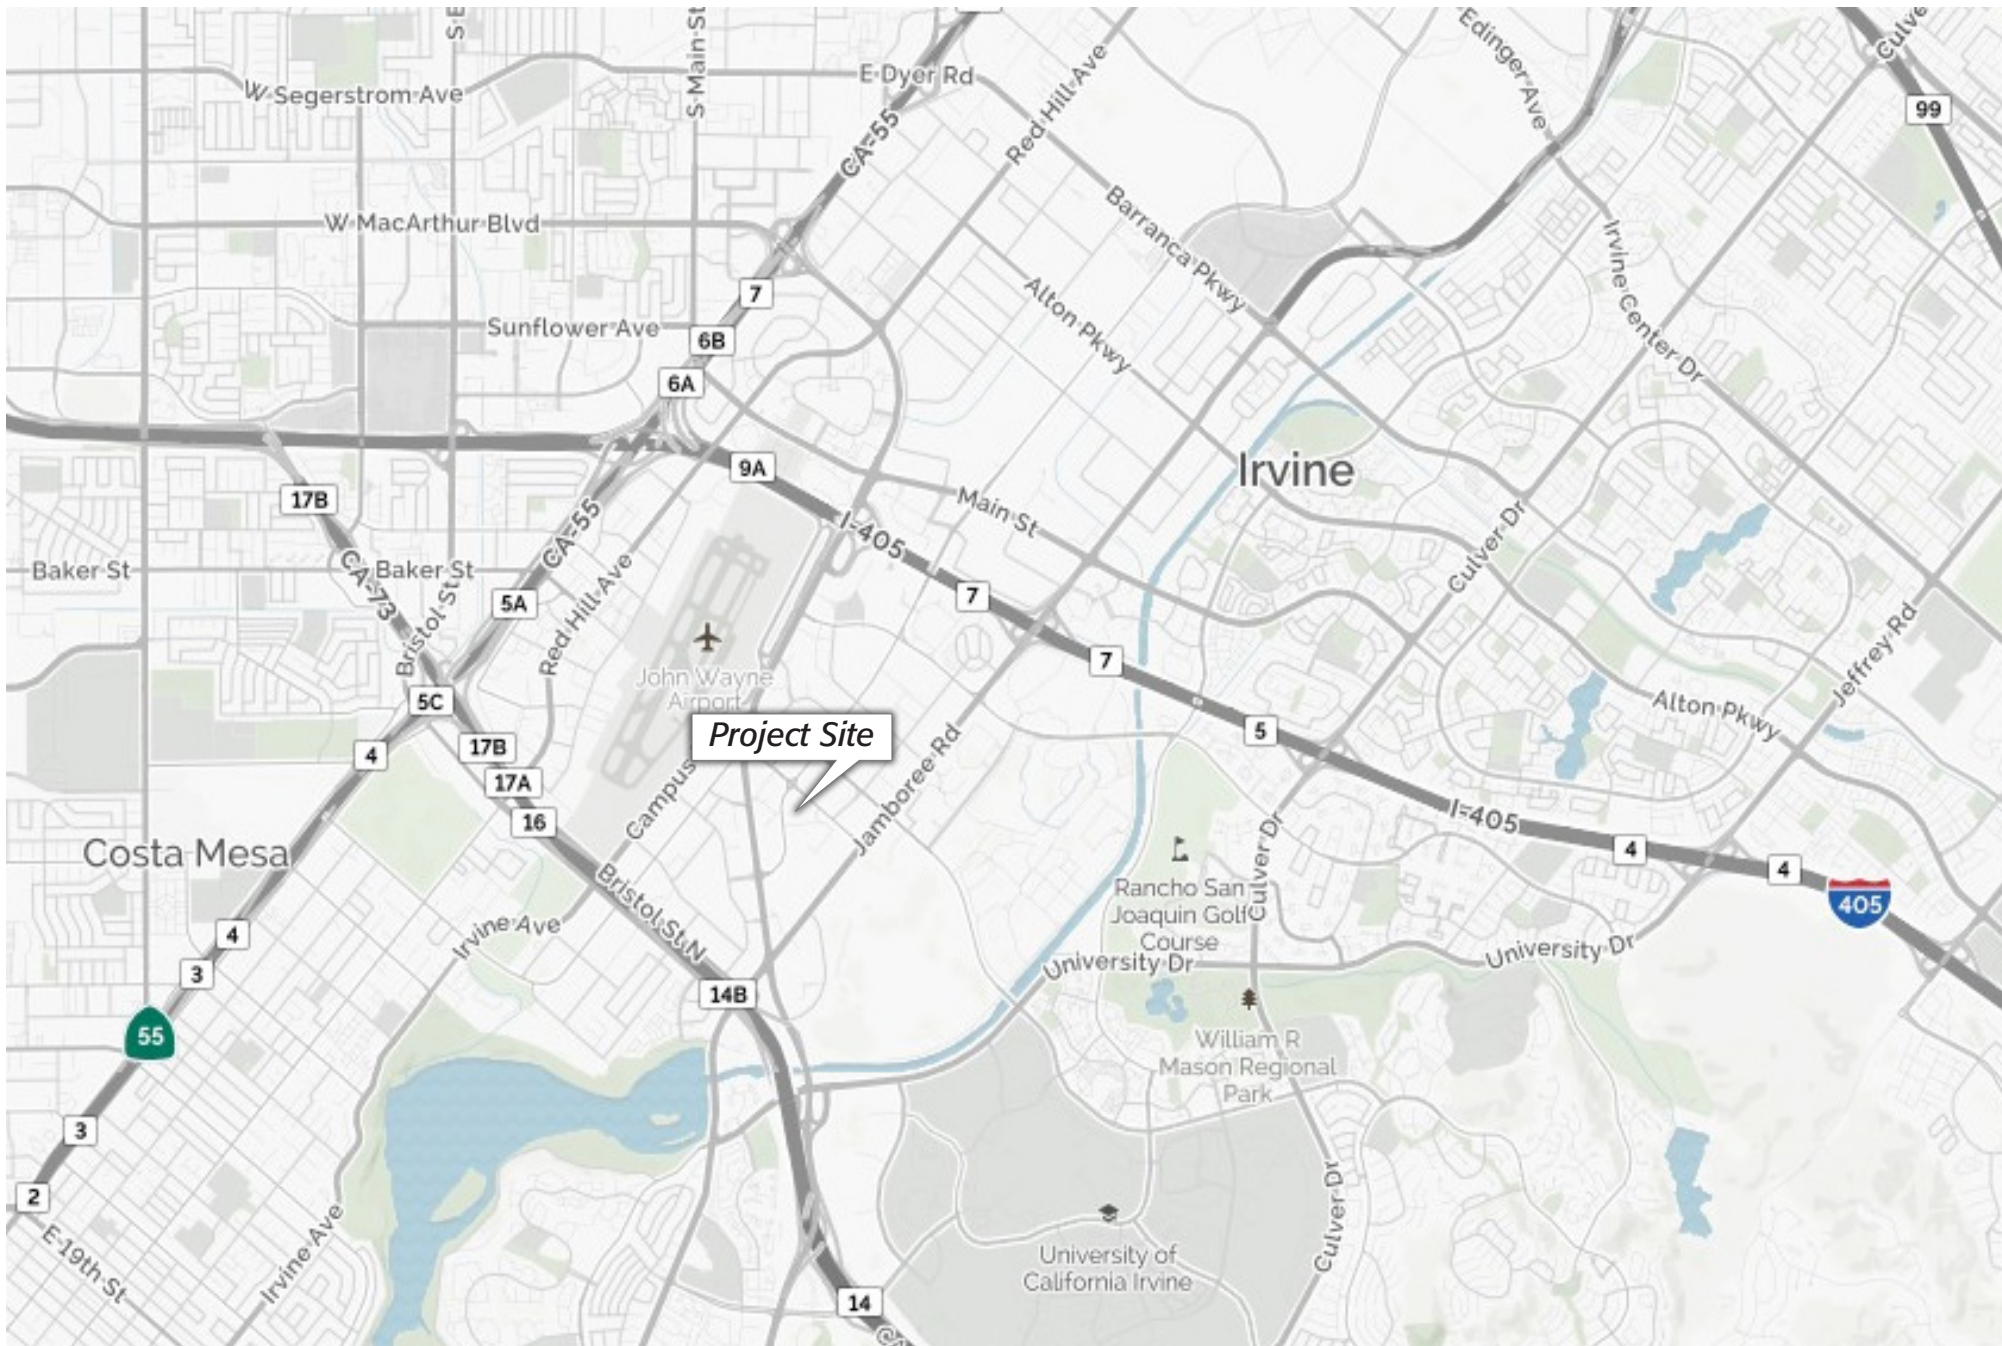 S Main St
W Segerstrom Ave
E Dyer Rd
Red Hill Ave
Edinger Ave
99
CA-55
W MacArthur Blvd
Barranca Pkwy
Irvine Center Dr
7
Alton Pkwy
Sunflower Ave
6B
6A
9A
Irvine
17B
Main St
I-405
CA-55
Culver Dr
Baker St
Baker St
CA-73
Bristol St
5A
Red Hill Ave
7
John Wayne
Airport
7
Jeffrey Rd
5C
Alton Pkwy
Project Site
5
4
17B
17A
16
Campus
Jamboree Rd
I-405
Costa Mesa
4
4
405
Culver Dr
Rancho San
Joaquin Golf
Course
Bristol St N
Irvine Ave
4
3
University Dr
University Dr
14B
55
William R
Mason Regional
Park
3
2
E 19th St
Irvine Ave
Culver Dr
University of
California Irvine
14